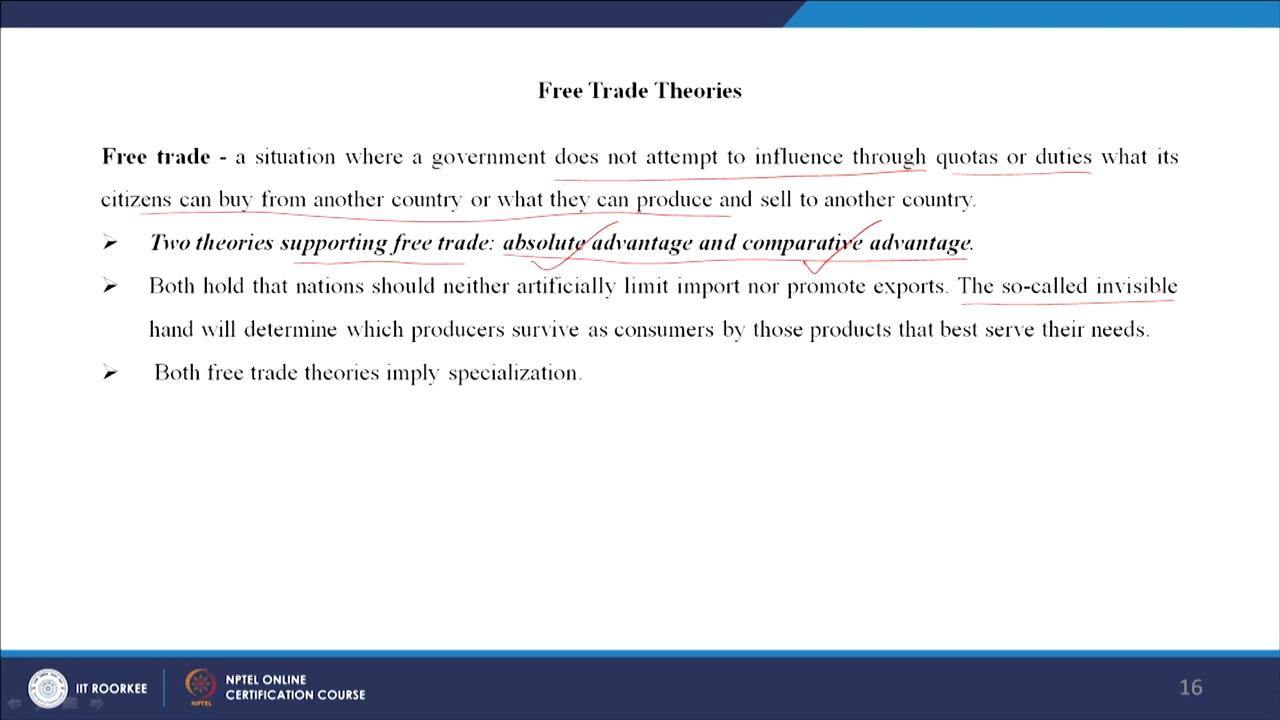 Free Trade Theories
Free trade - a situation where a government does not attempt to influence through quotas or duties what its
citizens can buy from another country or what they can produce and sell to another country.
➢ Two theories supporting free trade: absolute advantage and comparative advantage.
➢ Both hold that nations should neither artificially limit import nor promote exports. The so-called invisible
hand will determine which producers survive as consumers by those products that best serve their needs.
➢ Both free trade theories imply specialization.
IIT ROORKEE
NPTEL
NPTEL ONLINE
CERTIFICATION COURSE
16